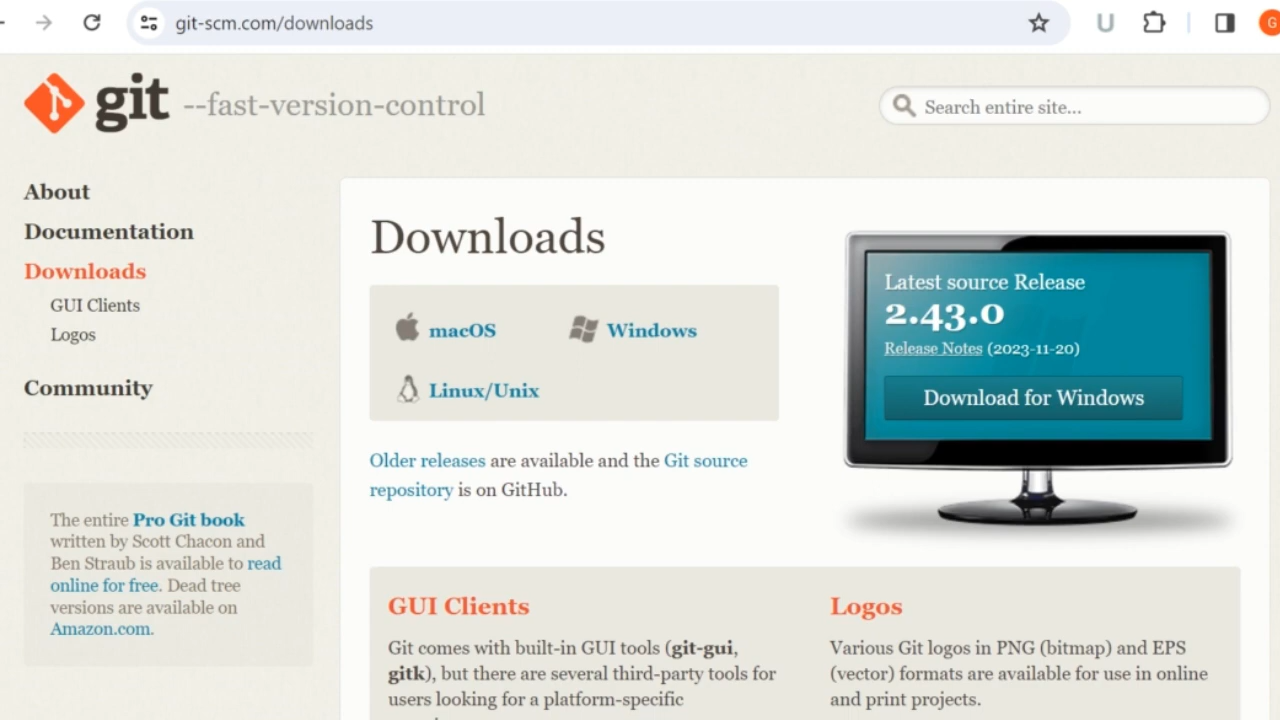 git-scm.com/downloads
U
G
git --fast-version-control
Search entire site...
About
Documentation
Downloads
GUI Clients
Logos
Community
The entire Pro Git book
written by Scott Chacon and
Ben Straub is available to read
online for free. Dead tree
versions are available on
Amazon.com.
Downloads
macOS
Windows
Linux/Unix
Older releases are available and the Git source
repository is on GitHub.
Latest source Release
2.43.0
Release Notes (2023-11-20)
Download for Windows
GUI Clients
Git comes with built-in GUI tools (git-gui,
gitk), but there are several third-party tools for
users looking for a platform-specific
Logos
Various Git logos in PNG (bitmap) and EPS
(vector) formats are available for use in online
and print projects.